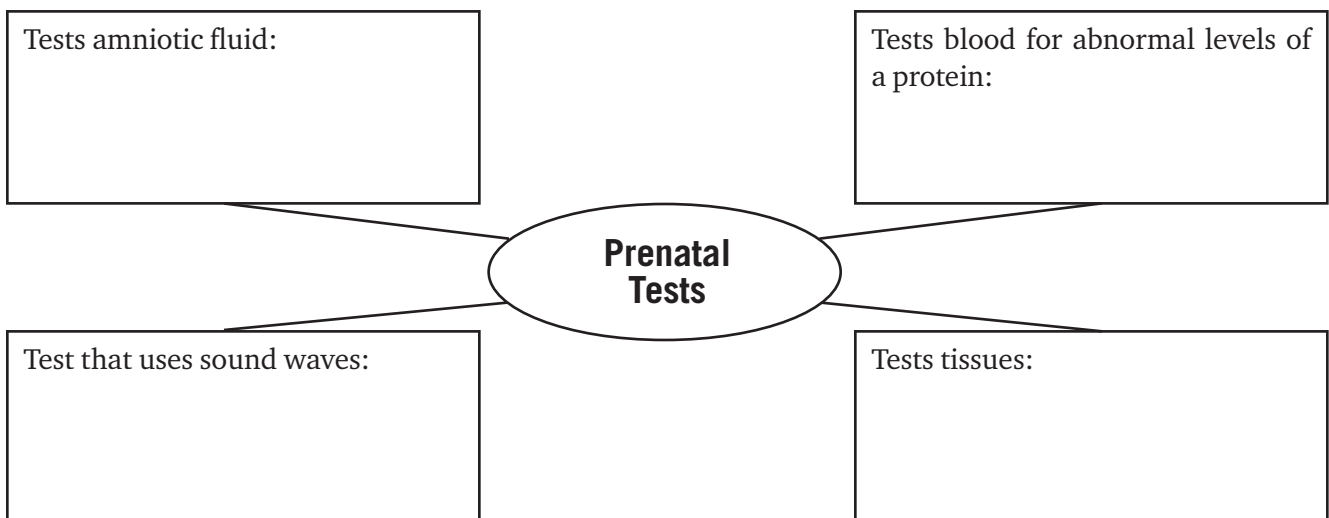 Tests amniotic fluid:
Tests blood for abnormal levels of
a protein:
Prenatal
Tests
Test that uses sound waves:
Tests tissues: